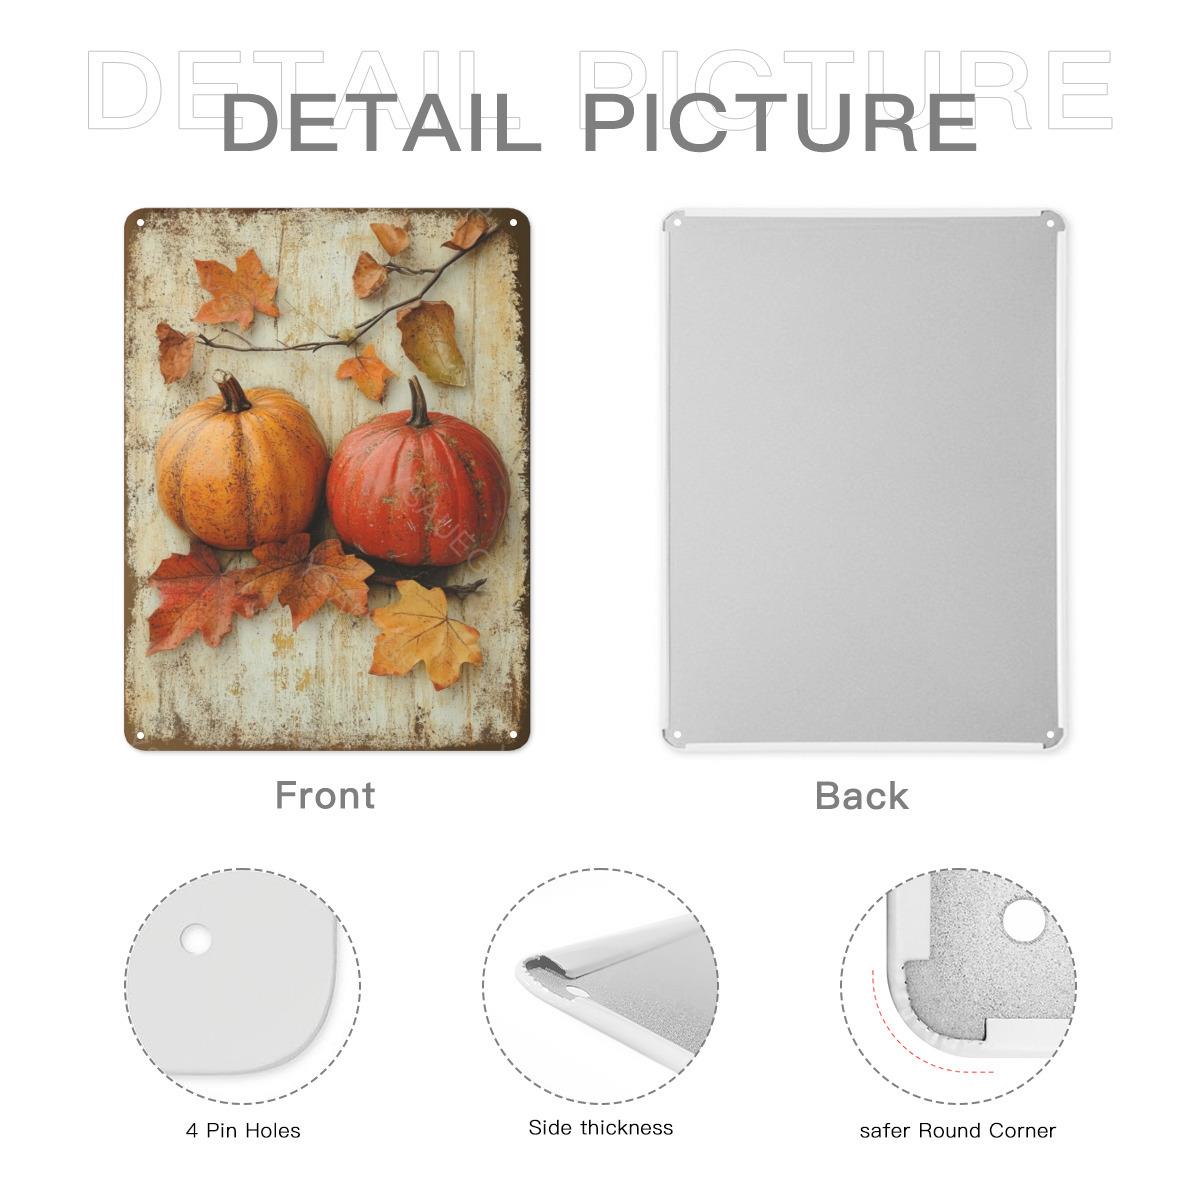 DETAIL PICTURE
DETAIL PICTURE
Front
Back
4 Pin Holes
Side thickness
safer Round Corner